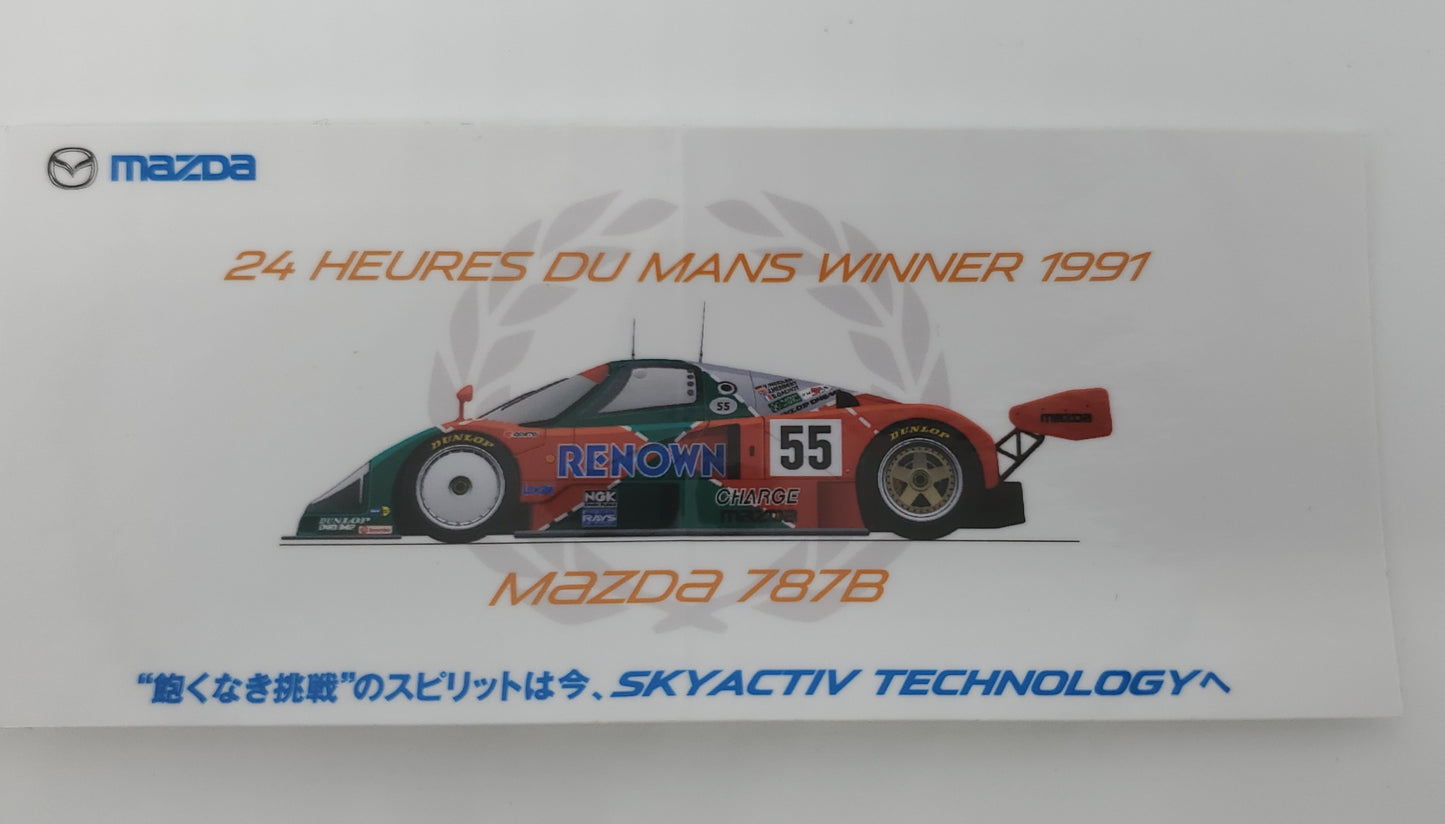 mazda
24 HEURES DU MANS WINNER 1991
55
DUNLOP
DUNLOP
RENOWN
55
mazda
NGK
RAYS
CHARGE
mazda
DUNLOP
mazda 787B
“飽くなき挑戦”のスピリットは今、SKYACTIV TECHNOLOGYへ